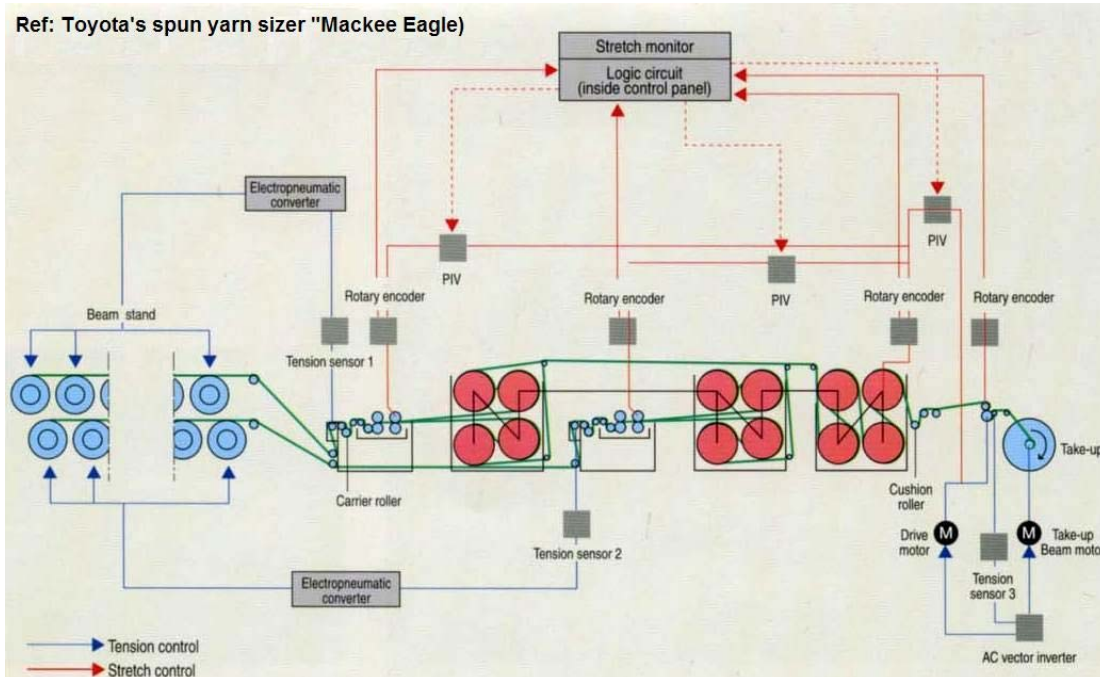 Ref: Toyota's spun yarn sizer "Mackee Eagle)
Stretch monitor
Logic circuit
(inside control panel)
Electropneumatic
converter
PIV
PIV
PIV
Rotary encoder
Rotary encoder
Rotary encoder
Rotary encoder
Beam stand
Tension sensor 1
Take-up
Carrier roller
Cushion
roller
Drive
motor
M
M
Take-up
Beam motor
Tension sensor 2
Electropneumatic
converter
Tension
sensor 3
AC vector inverter
Tension control
Stretch control